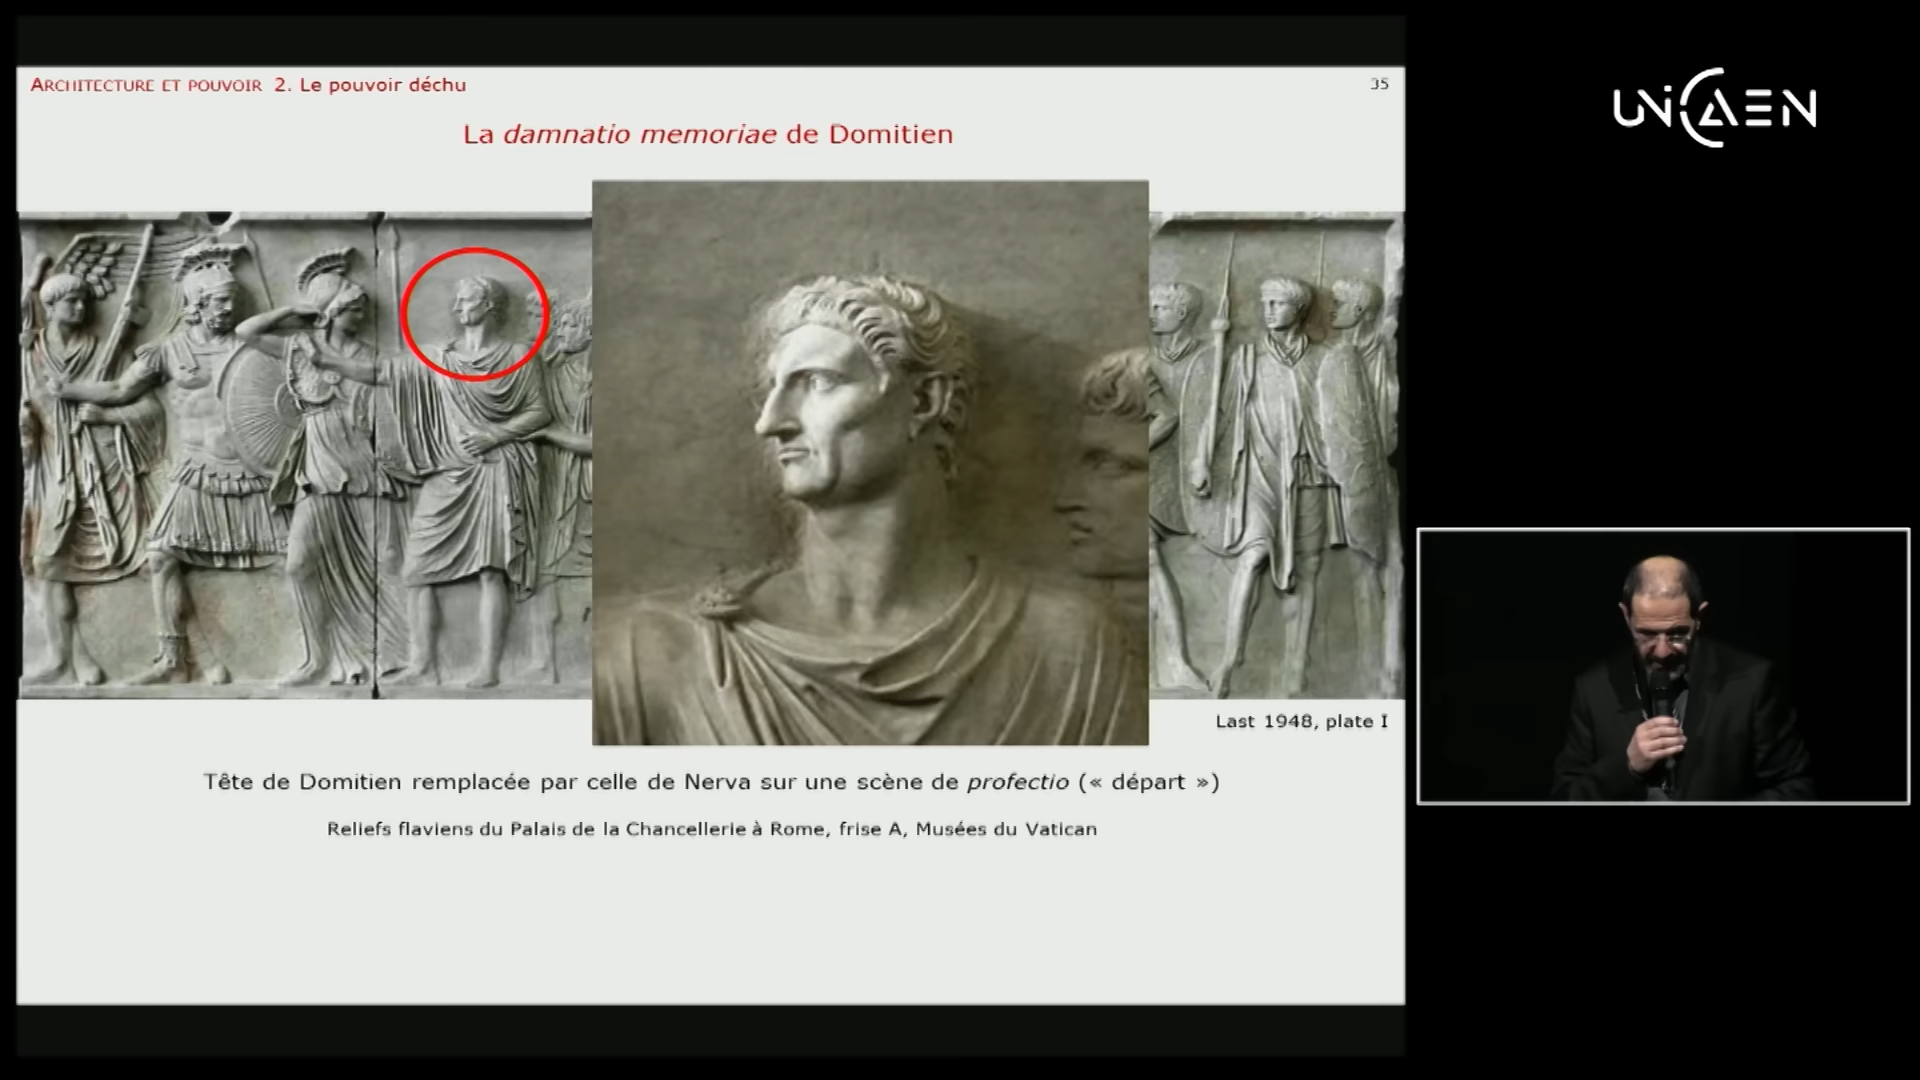 ARCHITECTURE ET POUVOIR 2. Le pouvoir déchu
35
La damnatio memoriae de Domitien
Last 1948, plate I
Tête de Domitien remplacée par celle de Nerva sur une scène de profectio (« départ »)
Reliefs flaviens du Palais de la Chancellerie à Rome, frise A, Musées du Vatican
UNICAEN